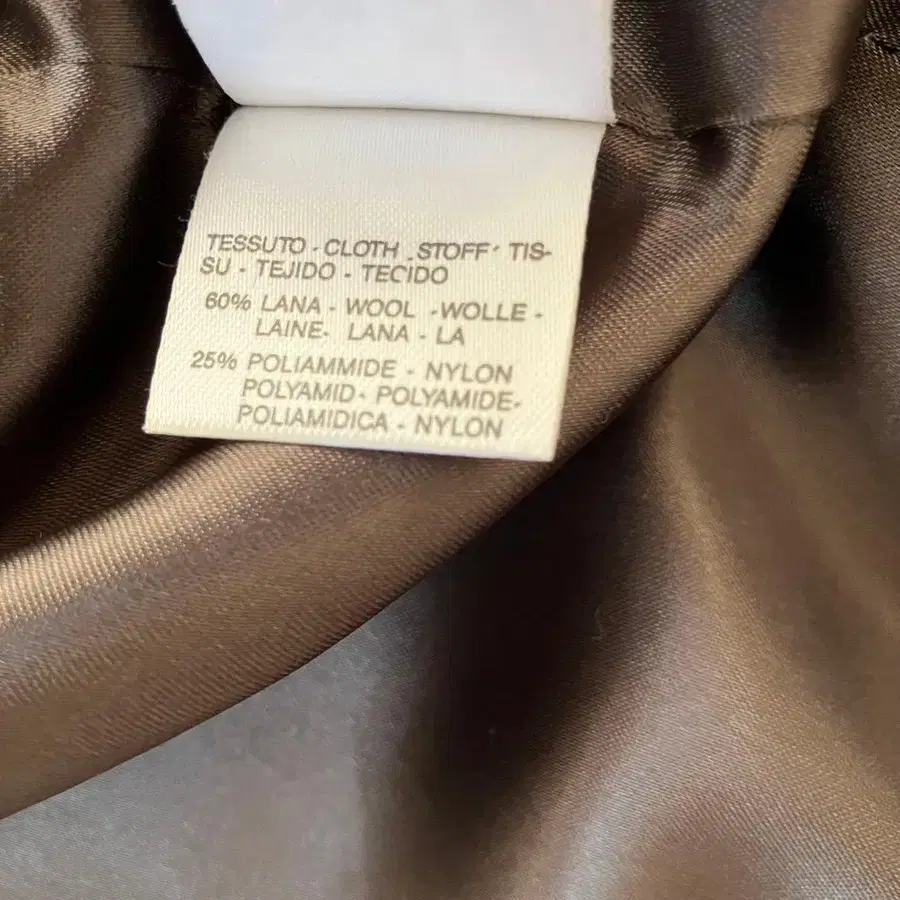 TESSUTO - CLOTH - STOFF - TIS-
SU - TEJIDO - TECIDO
60% LANA - WOOL - WOLLE -
LAINE - LANA - LA
25% POLIAMMIDE - NYLON
POLYAMID - POLYAMIDE -
POLIAMIDICA - NYLON